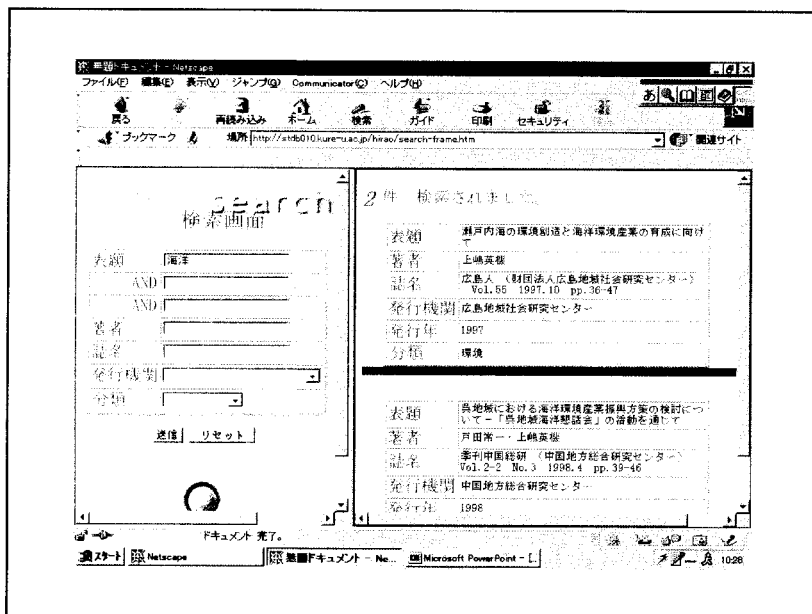 無題ドキュメント - Netscape
ファイル(F) 編集(E) 表示(V) ジャンプ(G) Communicator(C) ヘルプ(H)
戻る 再読み込み ホーム 検索 ガイド 印刷 セキュリティ
ブックマーク 場所 http://stdb010.kure-u.ac.jp/hirao/search-frame.htm 関連サイト
search
検索画面
表題 海洋
AND
AND
著者
誌名
発行機関
分類
送信 リセット
2件 検索されました。
表題 瀬戸内海の環境創造と海洋環境産業の育成に向け
て
著者 上嶋英機
誌名 広島人 (財団法人広島地域社会研究センター)
Vol.55 1997.10 pp.36-47
発行機関 広島地域社会研究センター
発行年 1997
分類 環境
表題 呉地域における海洋環境産業振興方策の検討につ
いて-「呉地域海洋懇話会」の活動を通じて
著者 戸田常一・上嶋英機
誌名 季刊中国総研 (中国地方総合研究センター)
Vol.2-2 No.3 1998.4 pp.39-46
発行機関 中国地方総合研究センター
発行年 1998
ドキュメント 完了。
スタート Netscape 無題ドキュメント - Ne... Microsoft PowerPoint - [. 10:28